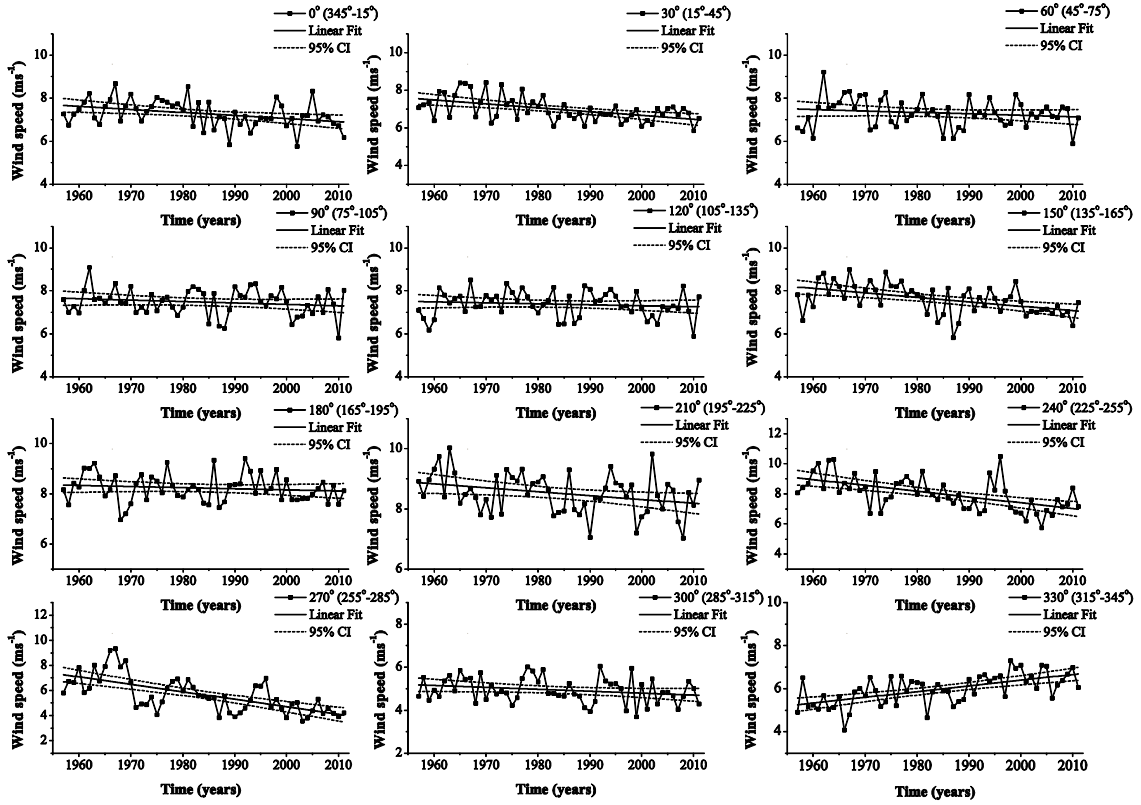 0° (345°-15°)
Linear Fit
95% CI
Wind speed (ms⁻¹)
10
8
6
4
1960 1970 1980 1990 2000 2010
Time (years)
30° (15°-45°)
Linear Fit
95% CI
Wind speed (ms⁻¹)
10
8
6
4
1960 1970 1980 1990 2000 2010
Time (years)
60° (45°-75°)
Linear Fit
95% CI
Wind speed (ms⁻¹)
10
8
6
4
1960 1970 1980 1990 2000 2010
Time (years)
90° (75°-105°)
Linear Fit
95% CI
Wind speed (ms⁻¹)
10
8
6
4
1960 1970 1980 1990 2000 2010
Time (years)
120° (105°-135°)
Linear Fit
95% CI
Wind speed (ms⁻¹)
10
8
6
4
1960 1970 1980 1990 2000 2010
Time (years)
150° (135°-165°)
Linear Fit
95% CI
Wind speed (ms⁻¹)
10
8
6
4
1960 1970 1980 1990 2000 2010
Time (years)
180° (165°-195°)
Linear Fit
95% CI
Wind speed (ms⁻¹)
10
8
6
1960 1970 1980 1990 2000 2010
Time (years)
210° (195°-225°)
Linear Fit
95% CI
Wind speed (ms⁻¹)
10
8
6
1960 1970 1980 1990 2000 2010
Time (years)
240° (225°-255°)
Linear Fit
95% CI
Wind speed (ms⁻¹)
12
10
8
6
4
1960 1970 1980 1990 2000 2010
Time (years)
270° (255°-285°)
Linear Fit
95% CI
Wind speed (ms⁻¹)
12
10
8
6
4
2
1960 1970 1980 1990 2000 2010
Time (years)
300° (285°-315°)
Linear Fit
95% CI
Wind speed (ms⁻¹)
8
6
4
2
1960 1970 1980 1990 2000 2010
Time (years)
330° (315°-345°)
Linear Fit
95% CI
Wind speed (ms⁻¹)
10
8
6
4
1960 1970 1980 1990 2000 2010
Time (years)